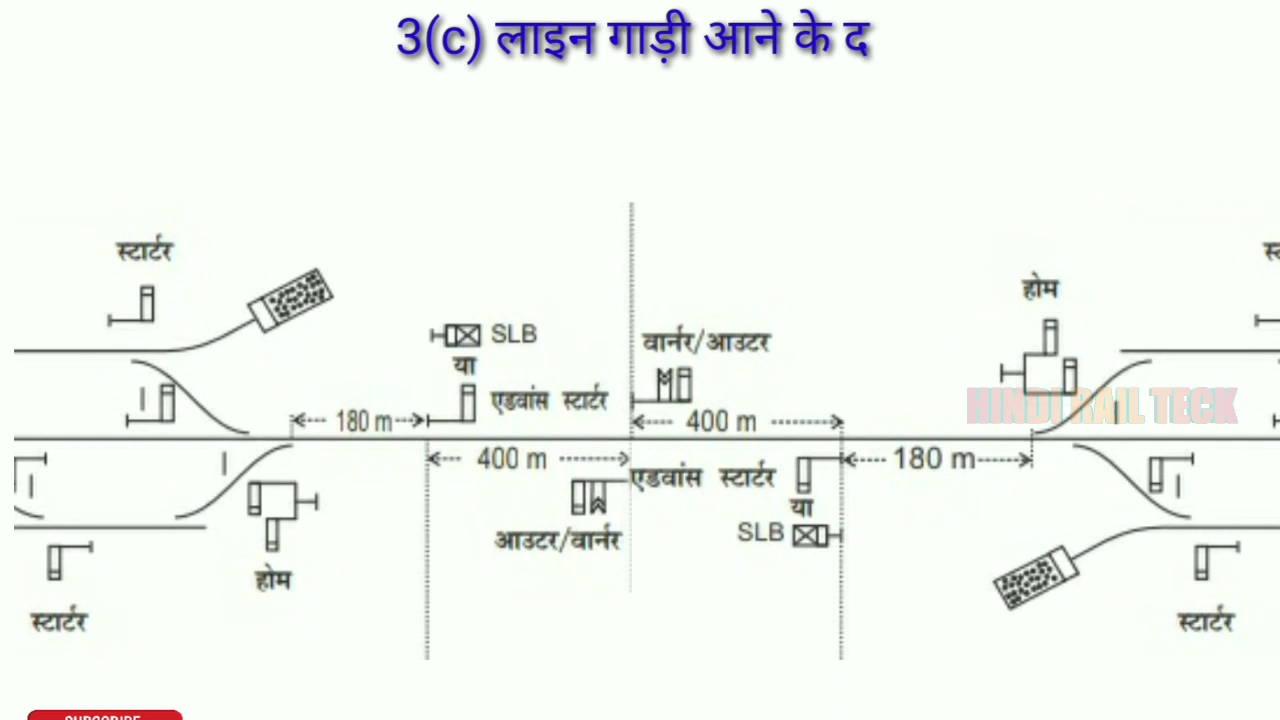 3(c) लाइन गाड़ी आने के द
स्टार्टर
होम
SLB
या
एडवांस स्टार्टर
वार्नर/आउटर
HINDI RAIL TECK
180 m
400 m
400 m
एडवांस स्टार्टर
180 m
या
SLB
आउटर/वार्नर
होम
स्टार्टर
स्टार्टर
SUBSCRIBE